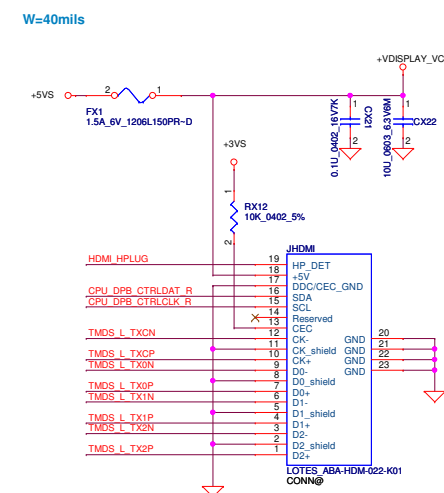 W=40mils
+VDISPLAY_VC
+5VS
2
1
FX1
1.5A_6V_1206L150PR~D
1
2
CX21
0.1U_0402_16V7K
1
2
CX22
10U_0603_6.3V6M
+3VS
1
2
RX12
10K_0402_5%
JHDMI
HDMI_HPLUG 19 HP_DET
18 +5V
17 DDC/CEC_GND
CPU_DPB_CTRLDAT_R 16 SDA
CPU_DPB_CTRLCLK_R 15 SCL
14 Reserved
13 CEC
TMDS_L_TXCN 12 CK- GND 20
11 CK_shield GND 21
TMDS_L_TXCP 10 CK+ GND 22
TMDS_L_TX0N 9 D0- GND 23
8 D0_shield
TMDS_L_TX0P 7 D0+
TMDS_L_TX1N 6 D1-
5 D1_shield
TMDS_L_TX1P 4 D1+
TMDS_L_TX2N 3 D2-
2 D2_shield
TMDS_L_TX2P 1 D2+
LOTES_ABA-HDM-022-K01
CONN@